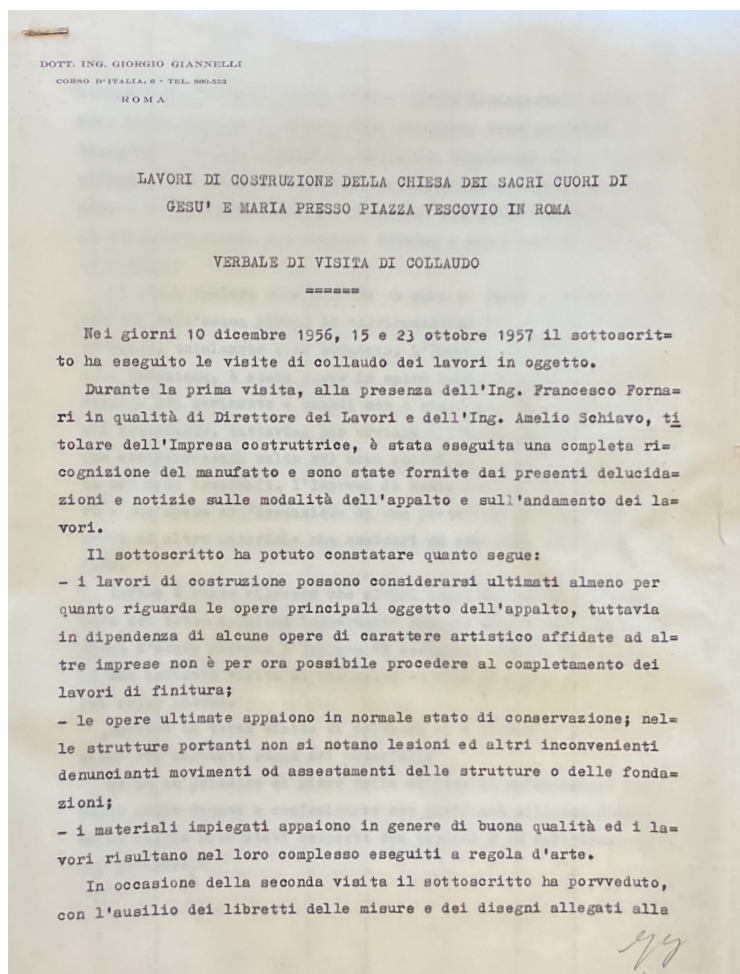 DOTT. ING. GIORGIO GIANNELLI
CORSO D'ITALIA, 6 - TEL. 860.552
ROMA
LAVORI DI COSTRUZIONE DELLA CHIESA DEI SACRI CUORI DI
GESU' E MARIA PRESSO PIAZZA VESCOVIO IN ROMA
VERBALE DI VISITA DI COLLAUDO
======
Nei giorni 10 dicembre 1956, 15 e 23 ottobre 1957 il sottoscrit=
to ha eseguito le visite di collaudo dei lavori in oggetto.
Durante la prima visita, alla presenza dell'Ing. Francesco Forna=
ri in qualità di Direttore dei Lavori e dell'Ing. Amelio Schiavo, ti
tolare dell'Impresa costruttrice, è stata eseguita una completa ri=
cognizione del manufatto e sono state fornite dai presenti delucida=
zioni e notizie sulle modalità dell'appalto e sull'andamento dei la=
vori.
Il sottoscritto ha potuto constatare quanto segue:
- i lavori di costruzione possono considerarsi ultimati almeno per
quanto riguarda le opere principali oggetto dell'appalto, tuttavia
in dipendenza di alcune opere di carattere artistico affidate ad al=
tre imprese non è per ora possibile procedere al completamento dei
lavori di finitura;
- le opere ultimate appaiono in normale stato di conservazione; nel=
le strutture portanti non si notano lesioni ed altri inconvenienti
denuncianti movimenti od assestamenti delle strutture o delle fonda=
zioni;
- i materiali impiegati appaiono in genere di buona qualità ed i la=
vori risultano nel loro complesso eseguiti a regola d'arte.
In occasione della seconda visita il sottoscritto ha porvveduto,
con l'ausilio dei libretti delle misure e dei disegni allegati alla